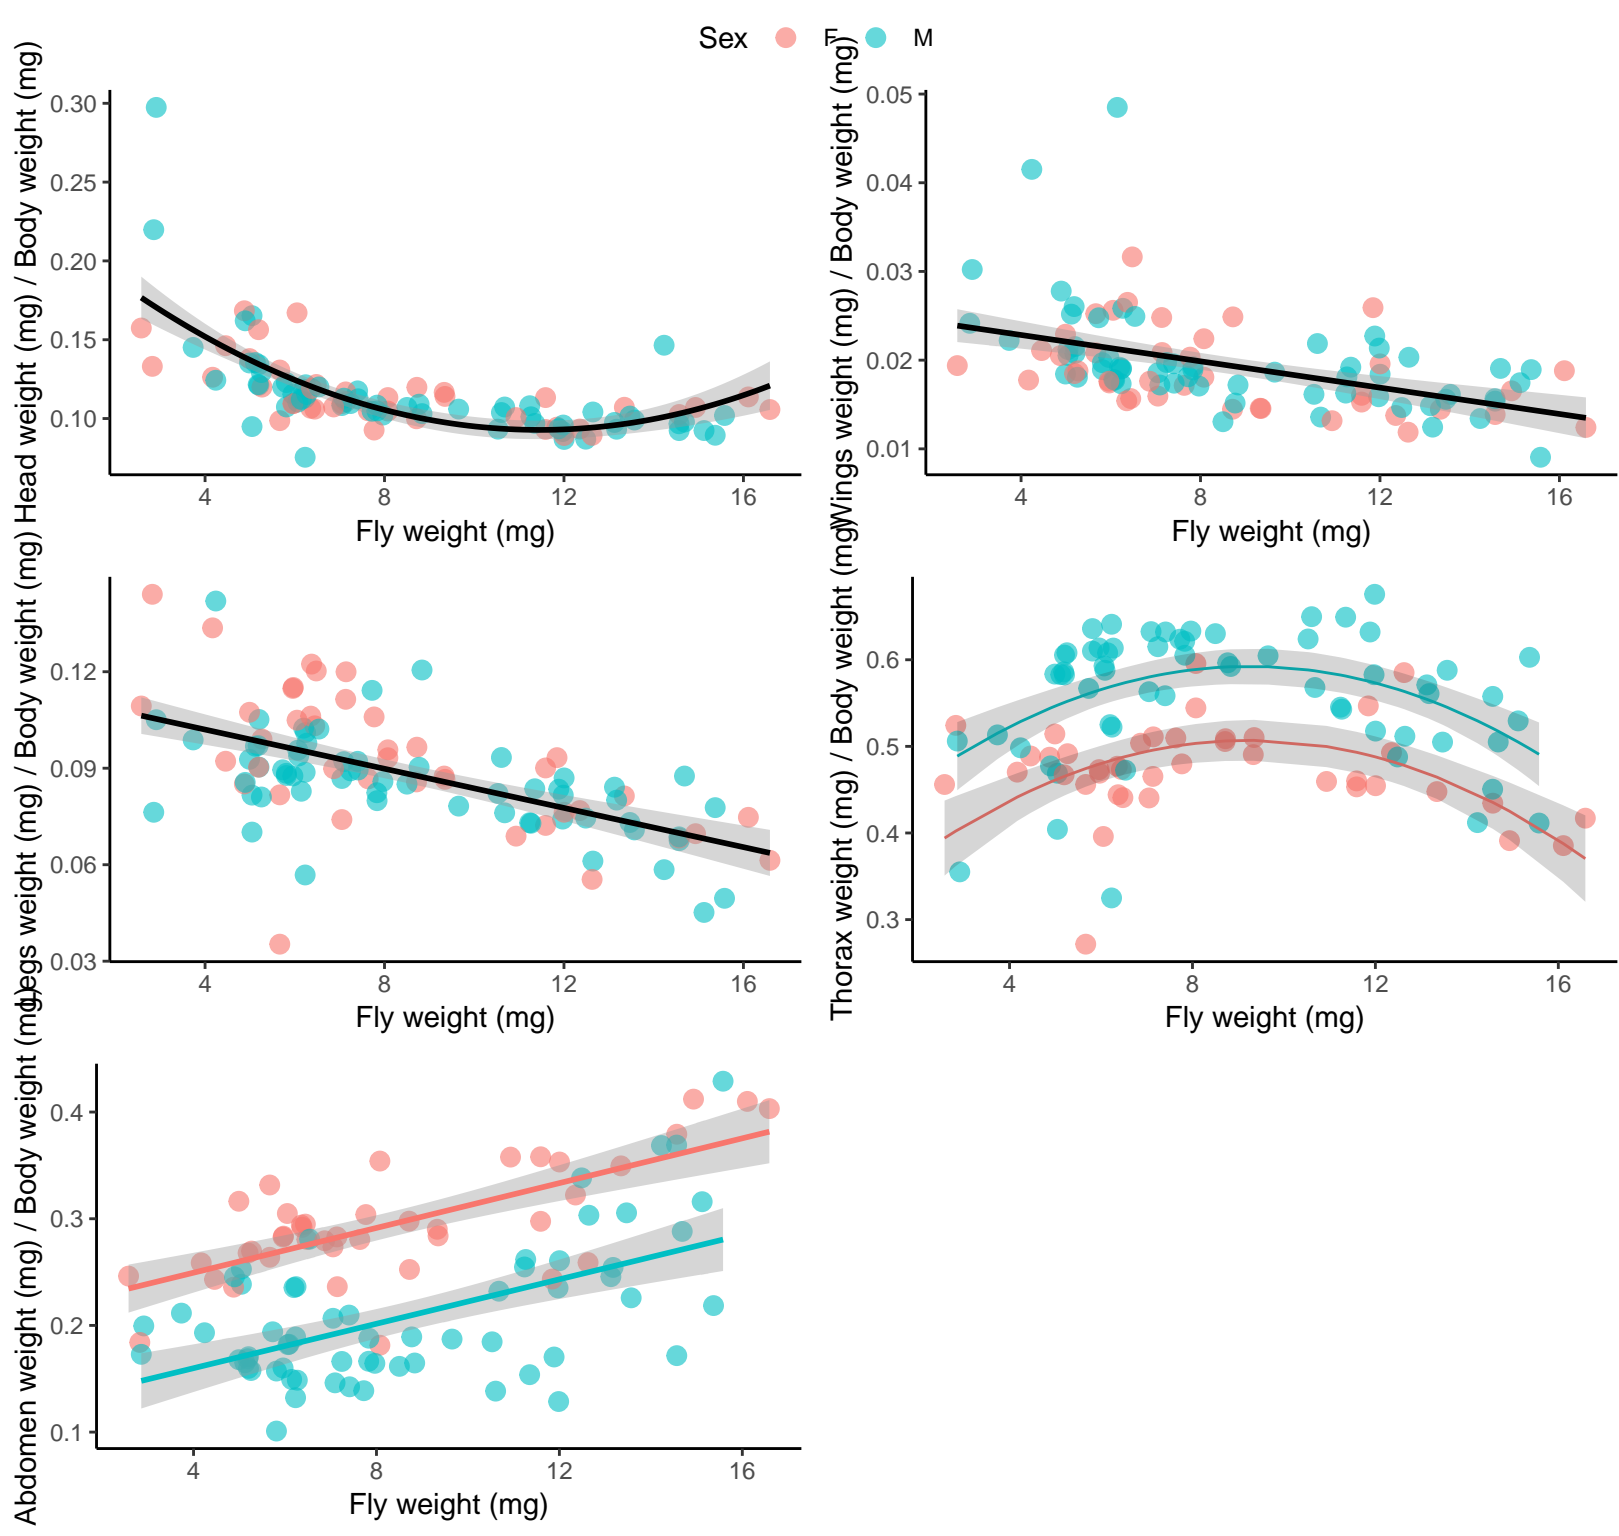 Sex F M
Head weight (mg) / Body weight (mg)
0.30
0.25
0.20
0.15
0.10
4 8 12 16
Fly weight (mg)
Wings weight (mg) / Body weight (mg)
0.05
0.04
0.03
0.02
0.01
4 8 12 16
Fly weight (mg)
Legs weight (mg) / Body weight (mg)
0.12
0.09
0.06
0.03
4 8 12 16
Fly weight (mg)
Thorax weight (mg) / Body weight (mg)
0.6
0.5
0.4
0.3
4 8 12 16
Fly weight (mg)
Abdomen weight (mg) / Body weight (mg)
0.4
0.3
0.2
0.1
4 8 12 16
Fly weight (mg)